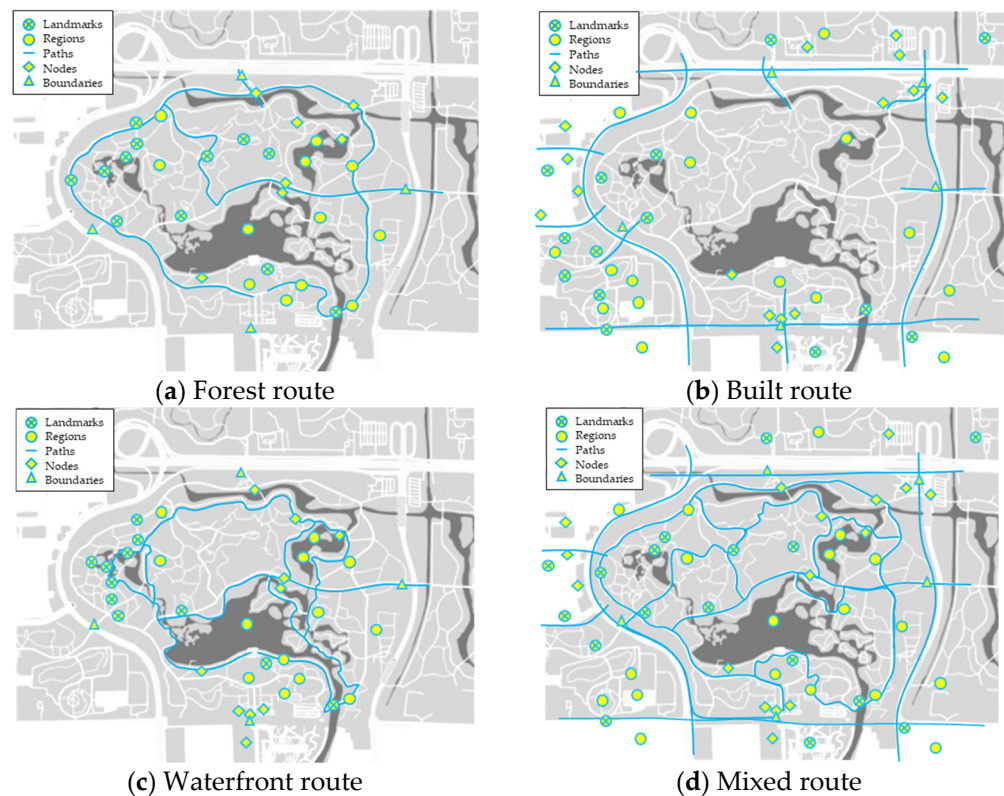 Landmarks
Regions
Paths
Nodes
Boundaries
(a) Forest route
Landmarks
Regions
Paths
Nodes
Boundaries
(b) Built route
Landmarks
Regions
Paths
Nodes
Boundaries
(c) Waterfront route
Landmarks
Regions
Paths
Nodes
Boundaries
(d) Mixed route